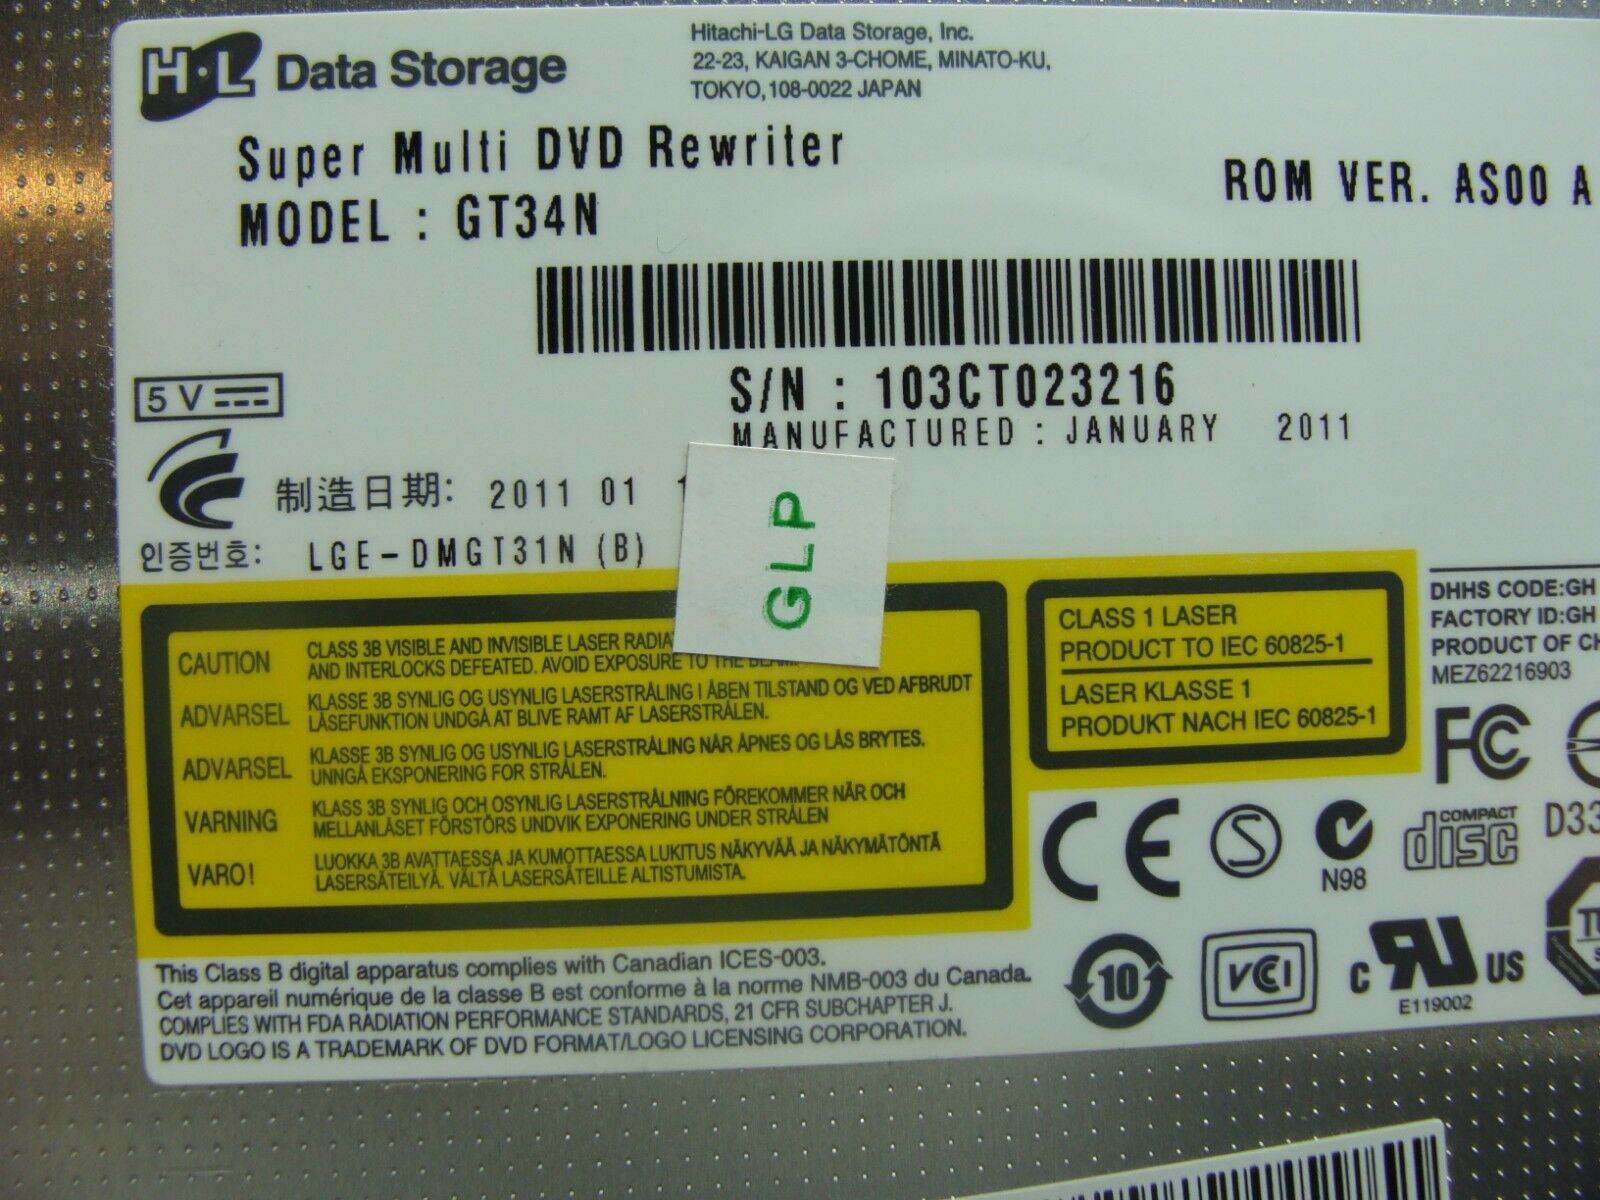 H·L Data Storage
Hitachi-LG Data Storage, Inc.
22-23, KAIGAN 3-CHOME, MINATO-KU,
TOKYO, 108-0022 JAPAN
Super Multi DVD Rewriter
MODEL : GT34N
ROM VER. AS00 A
S/N : 103CT023216
MANUFACTURED : JANUARY 2011
5 V
制造日期: 2011 01
인증번호: LGE-DMGT31N (B)
GLP
CAUTION
CLASS 3B VISIBLE AND INVISIBLE LASER
AND INTERLOCKS DEFEATED. AVOID EXPOSURE TO THE BEAM.
ADVARSEL
KLASSE 3B SYNLIG OG USYNLIG LASERSTRÅLING I ÅBEN TILSTAND OG VED AFBRUDT
LÅSEFUNKTION UNDGÅ AT BLIVE RAMT AF LASERSTRÅLEN.
ADVARSEL
KLASSE 3B SYNLIG OG USYNLIG LASERSTRÅLING NÅR ÅPNES OG LÅS BRYTES.
UNNGÅ EKSPONERING FOR STRÅLEN.
VARNING
KLASS 3B SYNLIG OCH OSYNLIG LASERSTRÅLNING FÖREKOMMER NÄR OCH
MELLANLÅSET FÖRSTÖRS UNDVIK EXPONERING UNDER STRÅLEN
VARO!
LUOKKA 3B AVATTAESSA JA KUMOTTAESSA LUKITUS NÄKYVÄÄ JA NÄKYMÄTÖNTÄ
LASERSÄTEILYÄ. VÄLTÄ LASERSÄTEILLE ALTISTUMISTA.
CLASS 1 LASER
PRODUCT TO IEC 60825-1
LASER KLASSE 1
PRODUKT NACH IEC 60825-1
DHHS CODE:GH
FACTORY ID:GH
PRODUCT OF
MEZ62216903
FC
CE
S
N98
COMPACT
disc
D33
10
VCI
C UL US
E119002
This Class B digital apparatus complies with Canadian ICES-003.
Cet appareil numérique de la classe B est conforme à la norme NMB-003 du Canada.
COMPLIES WITH FDA RADIATION PERFORMANCE STANDARDS, 21 CFR SUBCHAPTER J.
DVD LOGO IS A TRADEMARK OF DVD FORMAT/LOGO LICENSING CORPORATION.